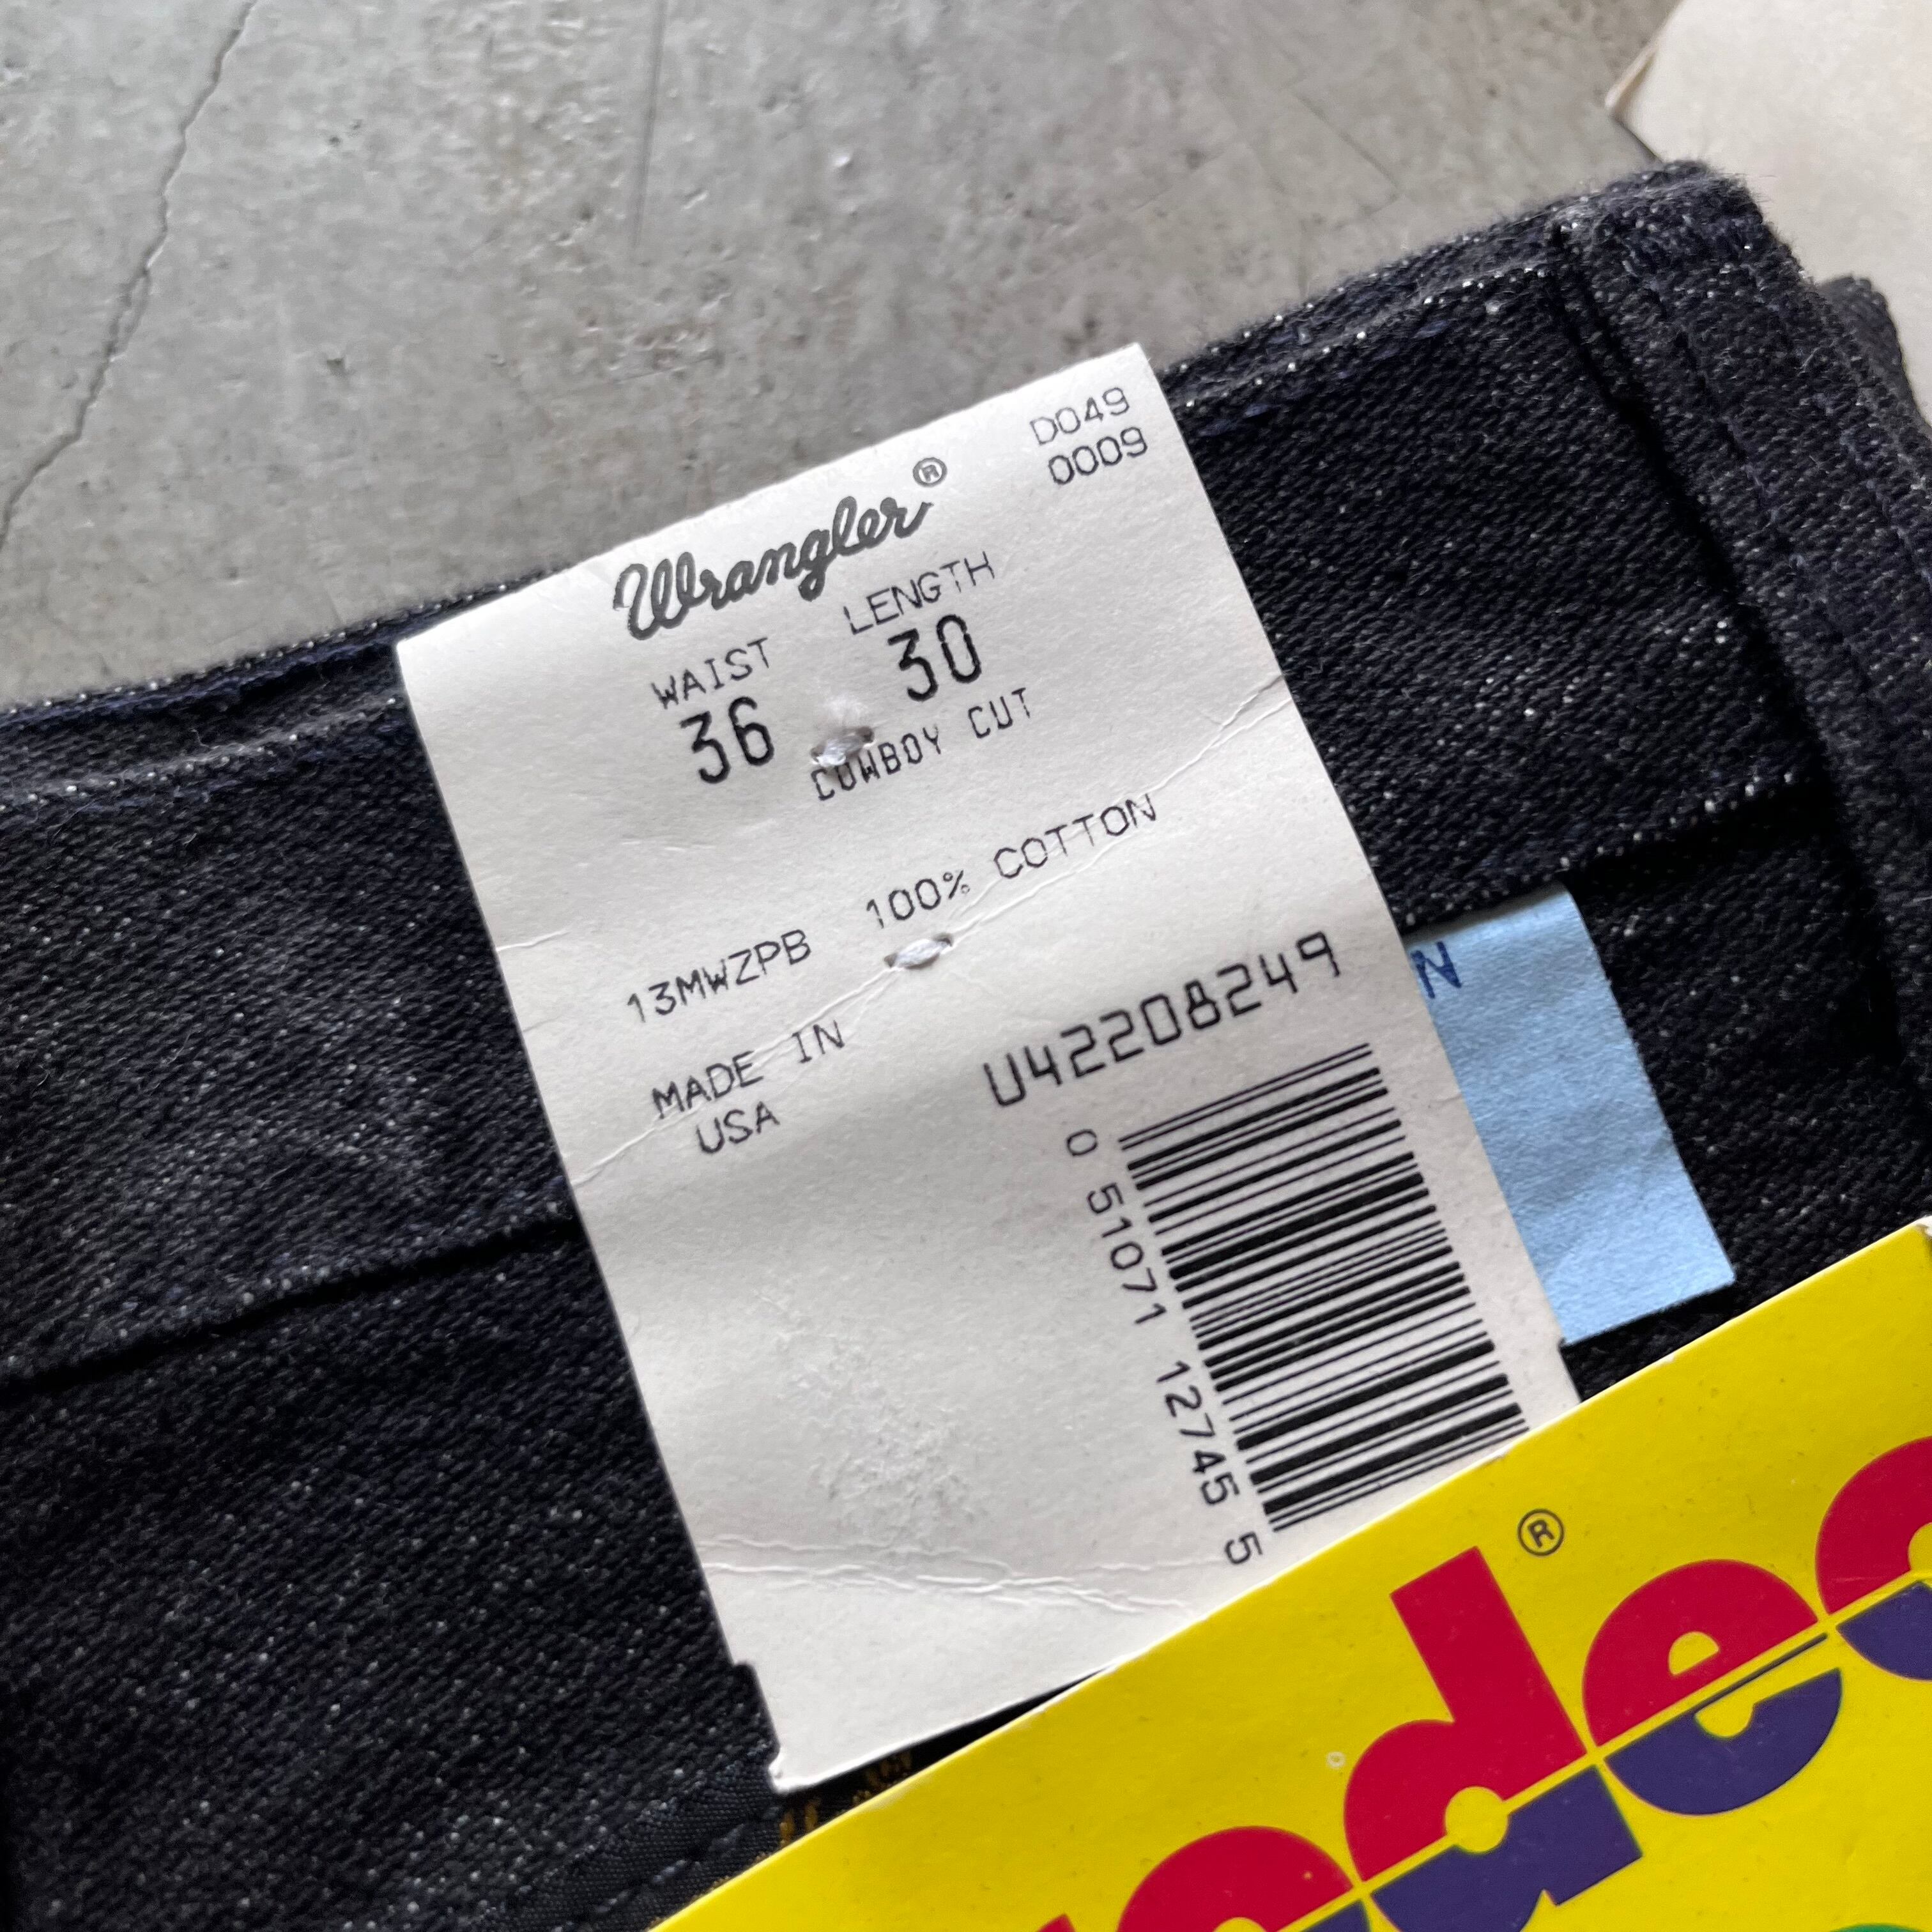 D049
0009
Wrangler®
WAIST LENGTH
36 30
COWBOY CUT
13MWZPB 100% COTTON
MADE IN
USA
U42208249
0 51071 12745 5
N
®